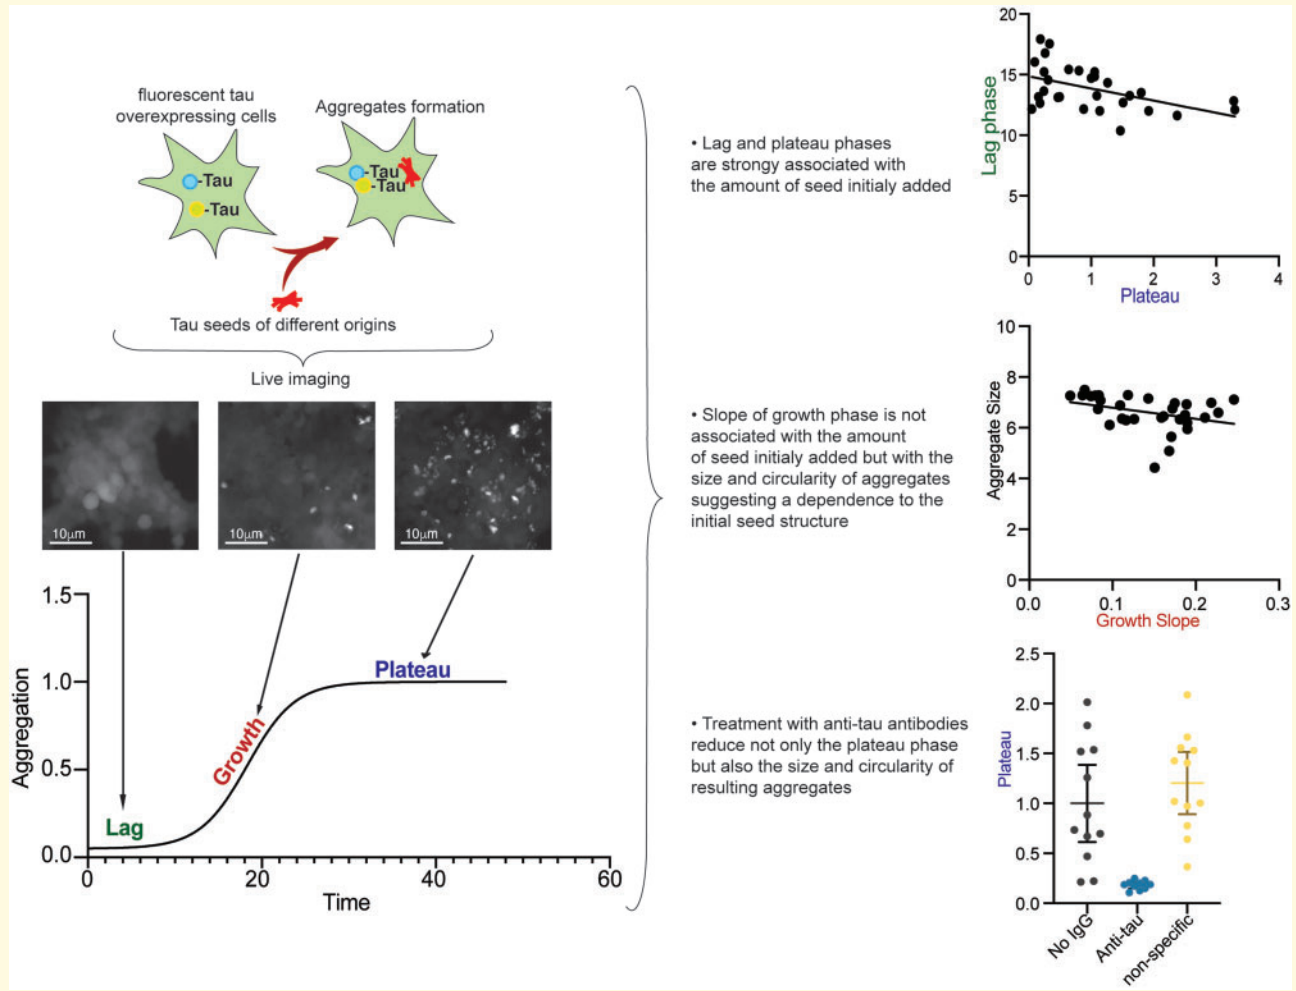 fluorescent tau
overexpressing cells
Aggregates formation
-Tau
-Tau
-Tau
-Tau
Tau seeds of different origins
Live imaging
10μm
10μm
10μm
Aggregation
1.5
1.0
0.5
0.0
Lag
Growth
Plateau
0
20
40
60
Time
• Lag and plateau phases
are strongly associated with
the amount of seed initialy added
• Slope of growth phase is not
associated with the amount
of seed initialy added but with the
size and circularity of aggregates
suggesting a dependence to the
initial seed structure
• Treatment with anti-tau antibodies
reduce not only the plateau phase
but also the size and circularity of
resulting aggregates
Lag phase
20
15
10
5
0
0
1
2
3
4
Plateau
Aggregate Size
10
8
6
4
2
0
0.0
0.1
0.2
0.3
Growth Slope
Plateau
2.5
2.0
1.5
1.0
0.5
0.0
No IgG
Anti-tau
non-specific